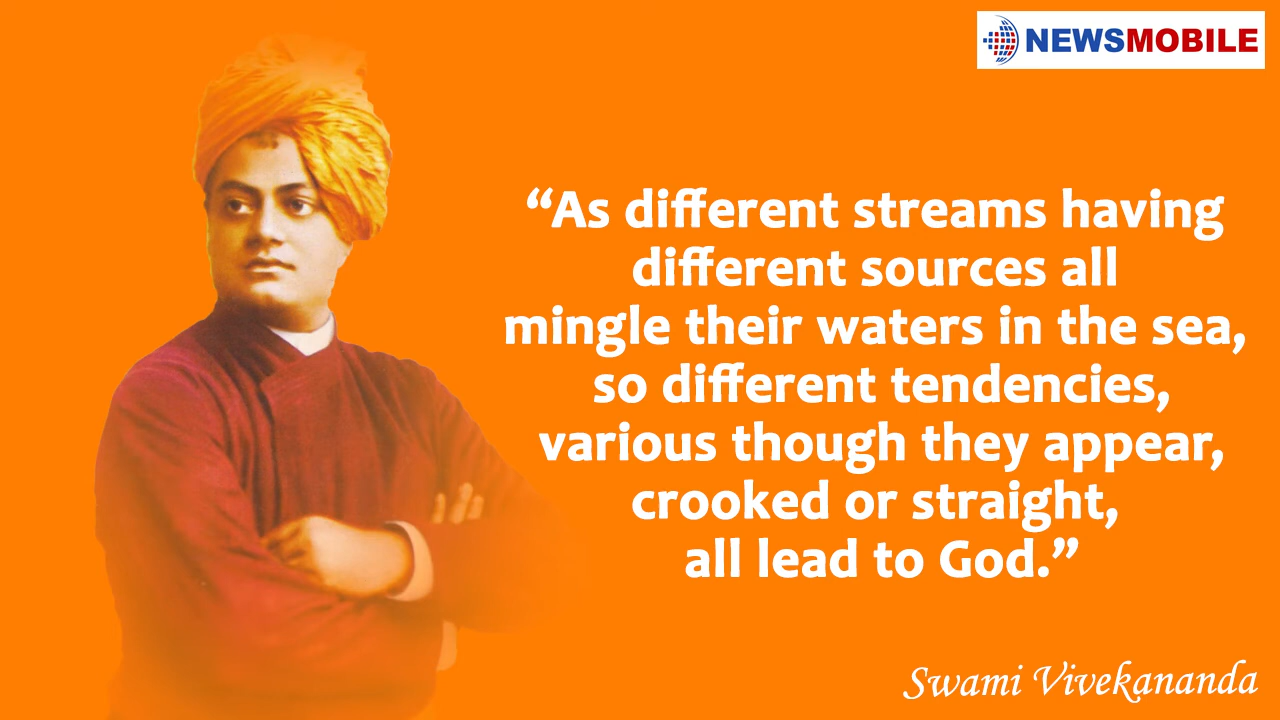 NEWSMOBILE
“As different streams having
different sources all
mingle their waters in the sea,
so different tendencies,
various though they appear,
crooked or straight,
all lead to God.”
Swami Vivekananda